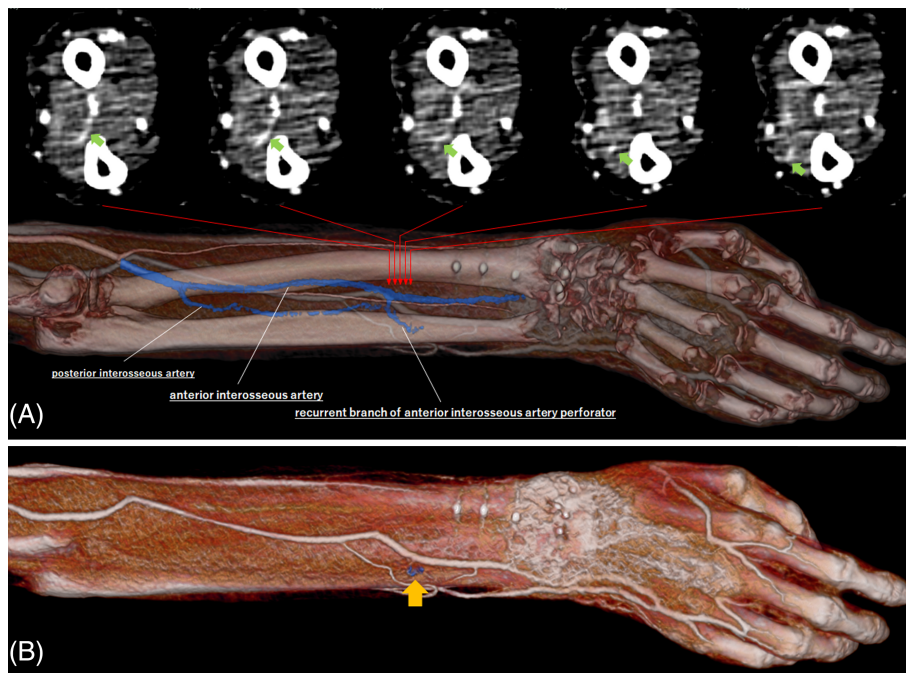 posterior interosseous artery
anterior interosseous artery
recurrent branch of anterior interosseous artery perforator
(A)
(B)